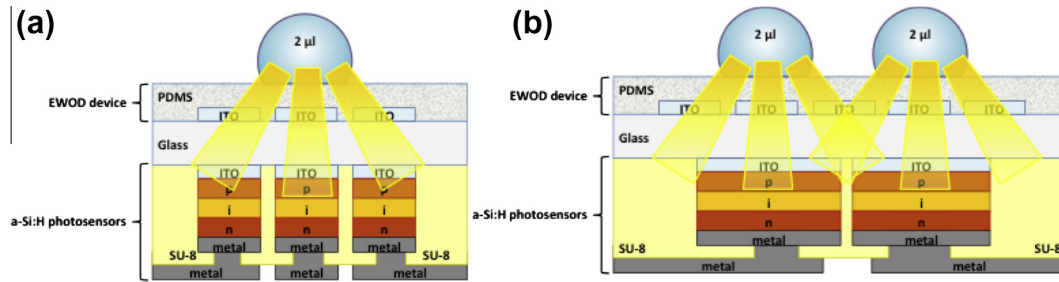 (a)
2 µl
EWOD device
PDMS
ITO ITO ITO
Glass
ITO ITO ITO
p p p
a-Si:H photosensors
i i i
n n n
metal metal metal
SU-8 SU-8
metal metal metal
(b)
2 µl 2 µl
EWOD device
PDMS
ITO ITO ITO ITO ITO
Glass
ITO ITO
p p
a-Si:H photosensors
i i
n n
metal metal
SU-8 SU-8
metal metal